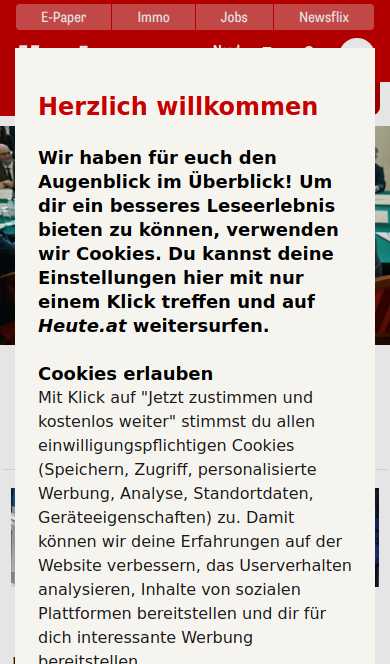 E-Paper
Immo
Jobs
Newsflix
Herzlich willkommen
Wir haben für euch den
Augenblick im Überblick! Um
dir ein besseres Leseerlebnis
bieten zu können, verwenden
wir Cookies. Du kannst deine
Einstellungen hier mit nur
einem Klick treffen und auf
Heute.at weitersurfen.
Cookies erlauben
Mit Klick auf "Jetzt zustimmen und
kostenlos weiter" stimmst du allen
einwilligungspflichtigen Cookies
(Speichern, Zugriff, personalisierte
Werbung, Analyse, Standortdaten,
Geräteeigenschaften) zu. Damit
können wir deine Erfahrungen auf der
Website verbessern, das Userverhalten
analysieren, Inhalte von sozialen
Plattformen bereitstellen und dir für
dich interessante Werbung
bereitstellen